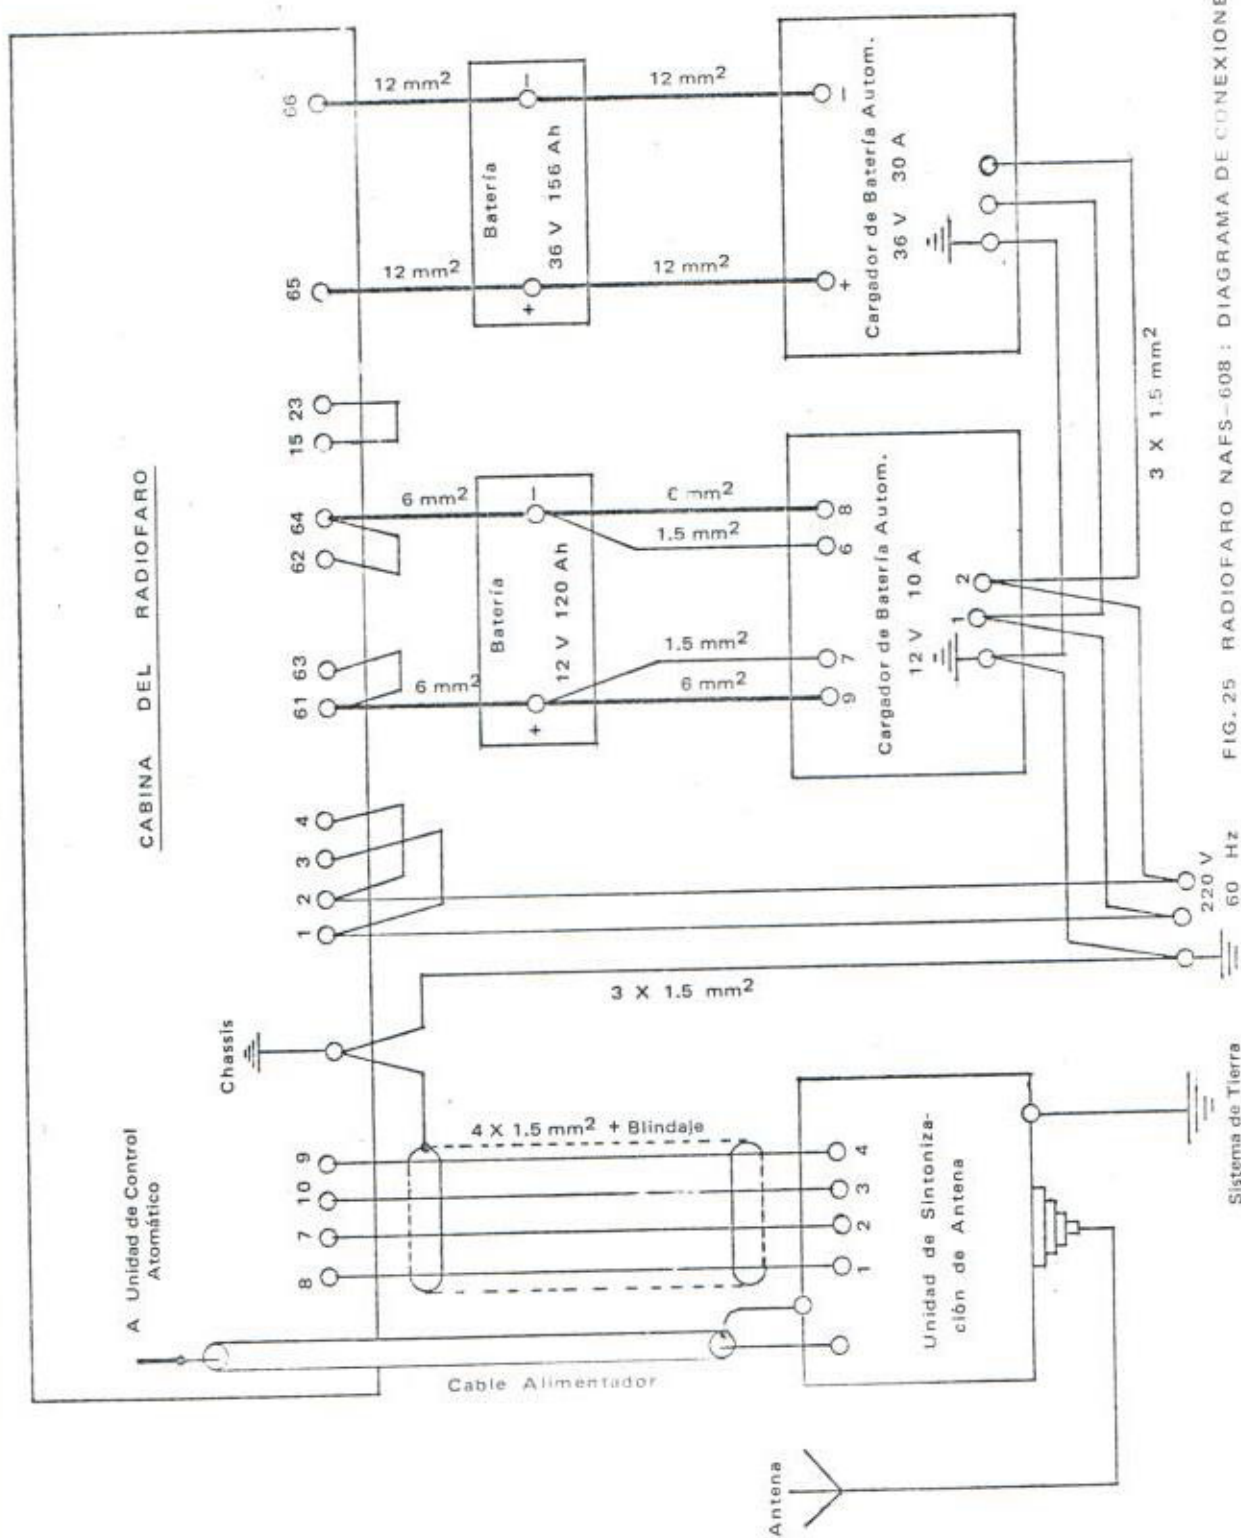 CABINA DEL RADIOFARO
A Unidad de Control
Atomático
Chassis
8 7 10 9
1 2 3 4
61 63
62 64
15 23
65
66
Cable Alimentador
4 X 1.5 mm² + Blindaje
3 X 1.5 mm²
6 mm²
6 mm²
12 mm²
12 mm²
+ Batería −
12 V 120 Ah
+ Batería −
36 V 156 Ah
6 mm²
1.5 mm²
1.5 mm²
mm²
12 mm²
12 mm²
1 2 3 4
Unidad de Sintoniza-
ción de Antena
9 7 6 8
Cargador de Batería Autom.
12 V 10 A
1 2
+ −
Cargador de Batería Autom.
36 V 30 A
3 X 1.5 mm²
Antena
Sistema de Tierra
220 V
60 Hz
FIG. 25 RADIOFARO NAFS-608 : DIAGRAMA DE CONEXIONE